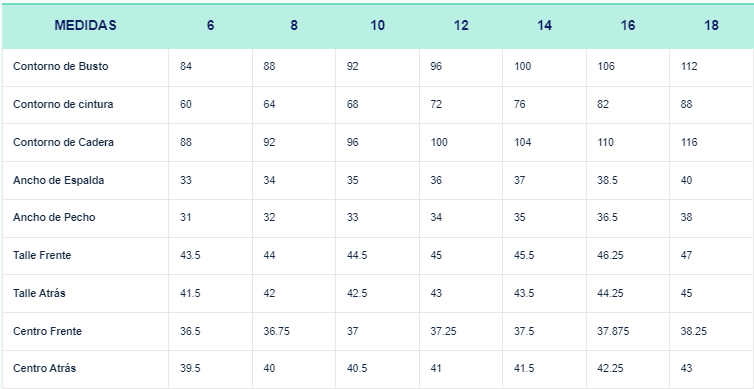 MEDIDAS 6 8 10 12 14 16 18
Contorno de Busto 84 88 92 96 100 106 112
Contorno de cintura 60 64 68 72 76 82 88
Contorno de Cadera 88 92 96 100 104 110 116
Ancho de Espalda 33 34 35 36 37 38.5 40
Ancho de Pecho 31 32 33 34 35 36.5 38
Talle Frente 43.5 44 44.5 45 45.5 46.25 47
Talle Atrás 41.5 42 42.5 43 43.5 44.25 45
Centro Frente 36.5 36.75 37 37.25 37.5 37.875 38.25
Centro Atrás 39.5 40 40.5 41 41.5 42.25 43